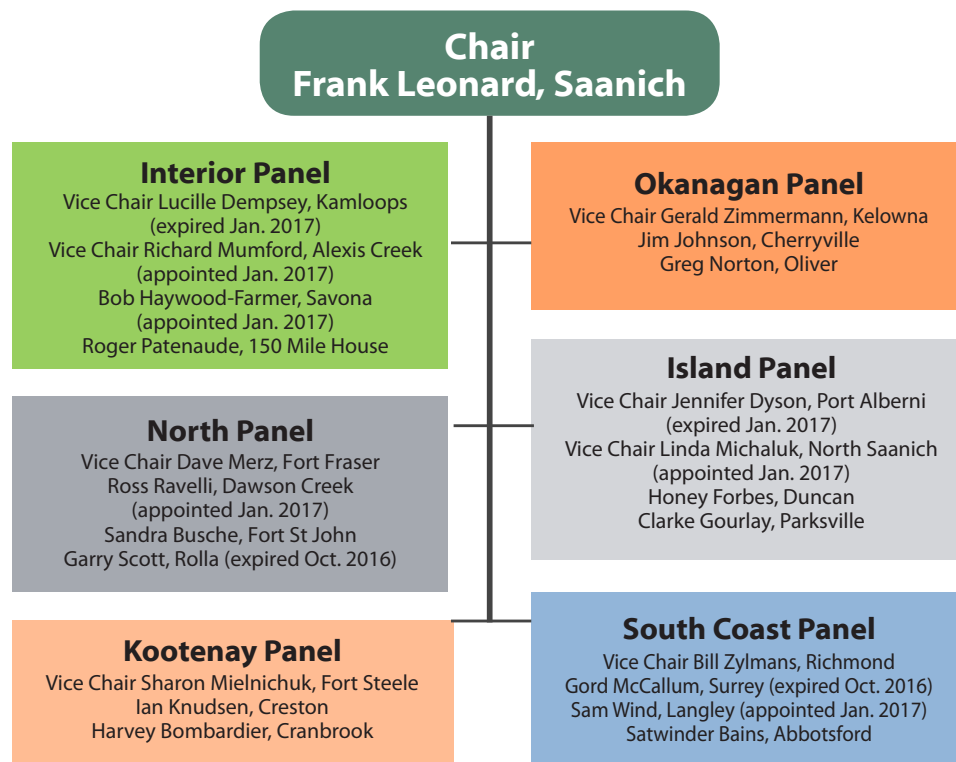 Chair
Frank Leonard, Saanich
Interior Panel
Vice Chair Lucille Dempsey, Kamloops
(expired Jan. 2017)
Vice Chair Richard Mumford, Alexis Creek
(appointed Jan. 2017)
Bob Haywood-Farmer, Savona
(appointed Jan. 2017)
Roger Patenaude, 150 Mile House
Okanagan Panel
Vice Chair Gerald Zimmermann, Kelowna
Jim Johnson, Cherryville
Greg Norton, Oliver
North Panel
Vice Chair Dave Merz, Fort Fraser
Ross Ravelli, Dawson Creek
(appointed Jan. 2017)
Sandra Busche, Fort St John
Garry Scott, Rolla (expired Oct. 2016)
Island Panel
Vice Chair Jennifer Dyson, Port Alberni
(expired Jan. 2017)
Vice Chair Linda Michaluk, North Saanich
(appointed Jan. 2017)
Honey Forbes, Duncan
Clarke Gourlay, Parksville
Kootenay Panel
Vice Chair Sharon Mielnichuk, Fort Steele
Ian Knudsen, Creston
Harvey Bombardier, Cranbrook
South Coast Panel
Vice Chair Bill Zylmans, Richmond
Gord McCallum, Surrey (expired Oct. 2016)
Sam Wind, Langley (appointed Jan. 2017)
Satwinder Bains, Abbotsford